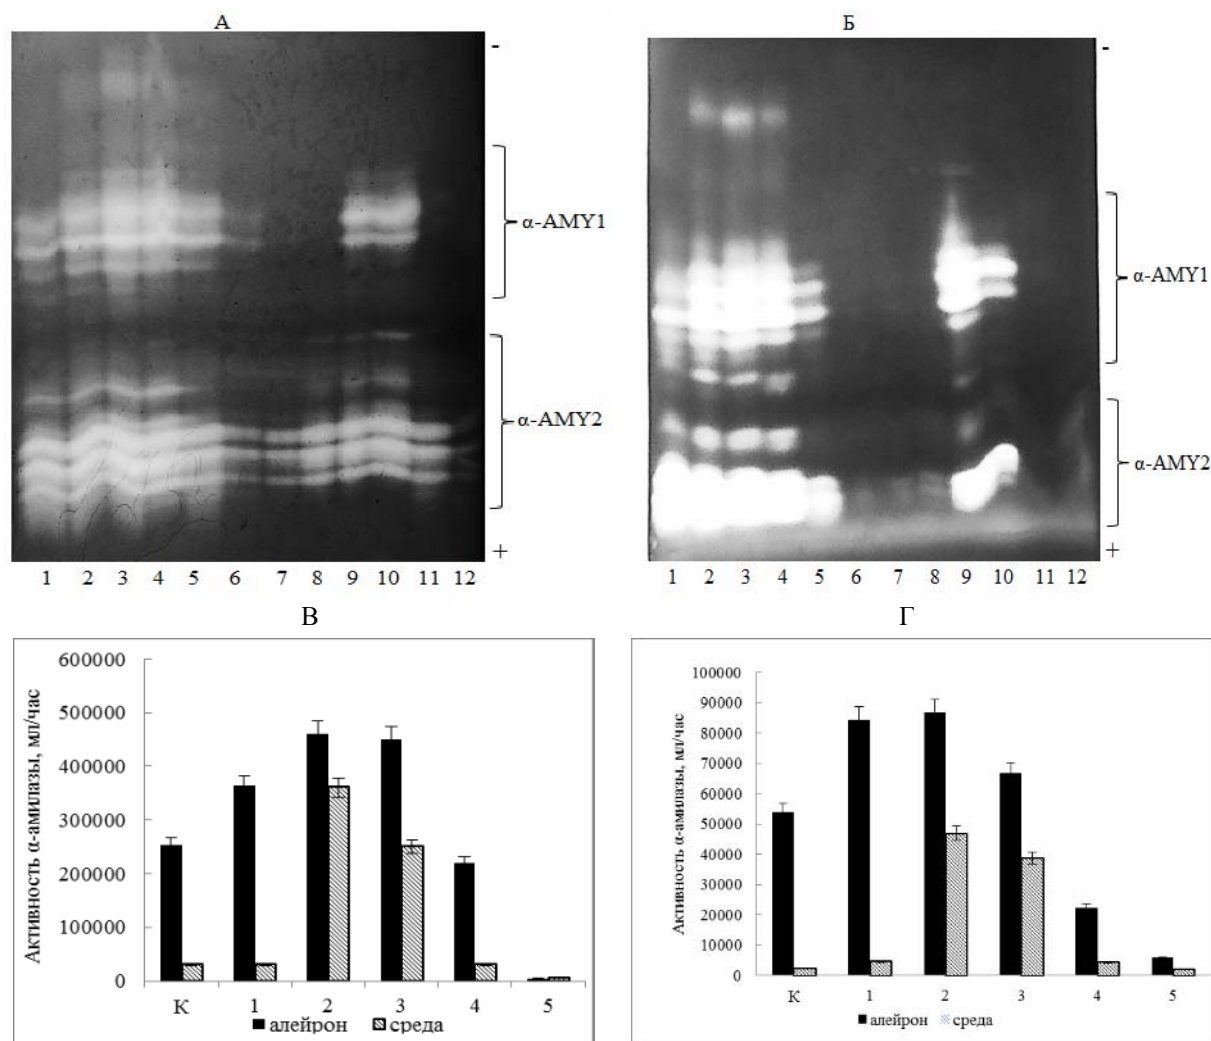 А
-
α-AMY1
α-AMY2
+
1 2 3 4 5 6 7 8 9 10 11 12
Б
-
α-AMY1
α-AMY2
+
1 2 3 4 5 6 7 8 9 10 11 12
В
Активность α-амилазы, мл/час
600000
500000
400000
300000
200000
100000
0
К 1 2 3 4 5
алейрон среда
Г
Активность α-амилазы, мл/час
100000
90000
80000
70000
60000
50000
40000
30000
20000
10000
0
К 1 2 3 4 5
алейрон среда